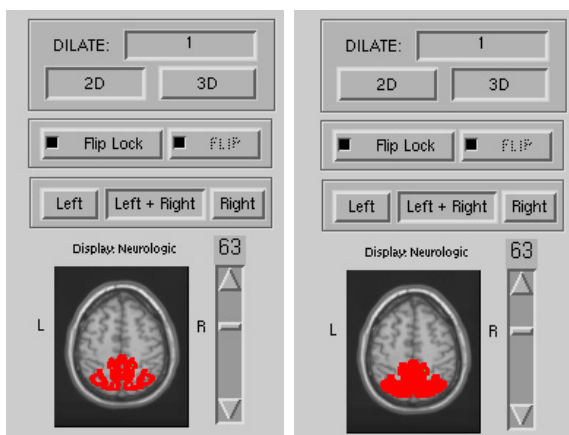 DILATE: 1
2D 3D
Flip Lock FLIP
Left Left + Right Right
Display: Neurologic 63
L R
DILATE: 1
2D 3D
Flip Lock FLIP
Left Left + Right Right
Display: Neurologic 63
L R